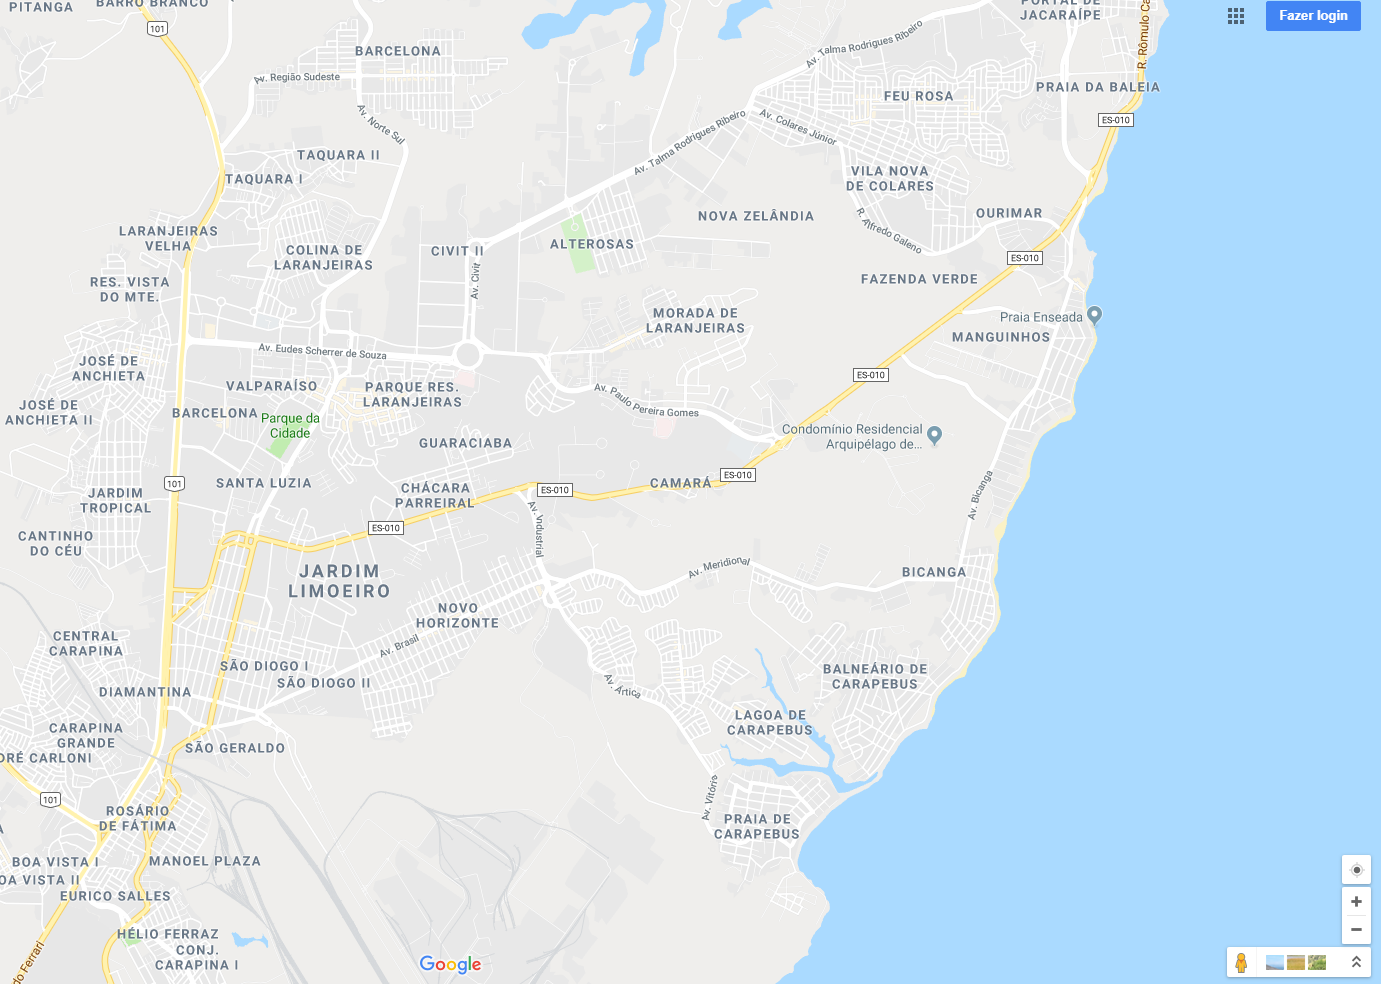 PITANGA
BARRO BRANCO
PORTAL DE
JACARAÍPE
Fazer login
101
BARCELONA
Av. Talma Rodrigues Ribeiro
R. Rômulo Ca
Av. Região Sudeste
FEU ROSA
PRAIA DA BALEIA
Av. Norte Sul
Av. Colares Júnior
ES-010
TAQUARA II
Av. Talma Rodrigues Ribeiro
TAQUARA I
VILA NOVA
DE COLARES
LARANJEIRAS
VELHA
NOVA ZELÂNDIA
OURIMAR
R. Alfredo Galeno
COLINA DE
LARANJEIRAS
CIVIT II
ALTEROSAS
ES-010
Av. Civit
RES. VISTA
DO MTE.
FAZENDA VERDE
MORADA DE
LARANJEIRAS
Praia Enseada
MANGUINHOS
Av. Eudes Scherrer de Souza
JOSÉ DE
ANCHIETA
VALPARAÍSO
PARQUE RES.
LARANJEIRAS
ES-010
Av. Paulo Pereira Gomes
JOSÉ DE
ANCHIETA II
BARCELONA
Parque da
Cidade
GUARACIABA
Condomínio Residencial
Arquipélago de...
101
SANTA LUZIA
CHÁCARA
PARREIRAL
ES-010
CAMARÁ
ES-010
JARDIM
TROPICAL
Av. Bicanga
ES-010
Av. Industrial
CANTINHO
DO CÉU
JARDIM
LIMOEIRO
Av. Meridional
BICANGA
NOVO
HORIZONTE
CENTRAL
CARAPINA
Av. Brasil
SÃO DIOGO I
SÃO DIOGO II
BALNEÁRIO DE
CARAPEBUS
DIAMANTINA
Av. Ártica
CARAPINA
GRANDE
LAGOA DE
CARAPEBUS
SÃO GERALDO
DRÉ CARLONI
101
Av. Vitória
ROSÁRIO
DE FÁTIMA
PRAIA DE
CARAPEBUS
BOA VISTA I
MANOEL PLAZA
OA VISTA II
EURICO SALLES
HÉLIO FERRAZ
CONJ.
CARAPINA I
do Ferrari
Google